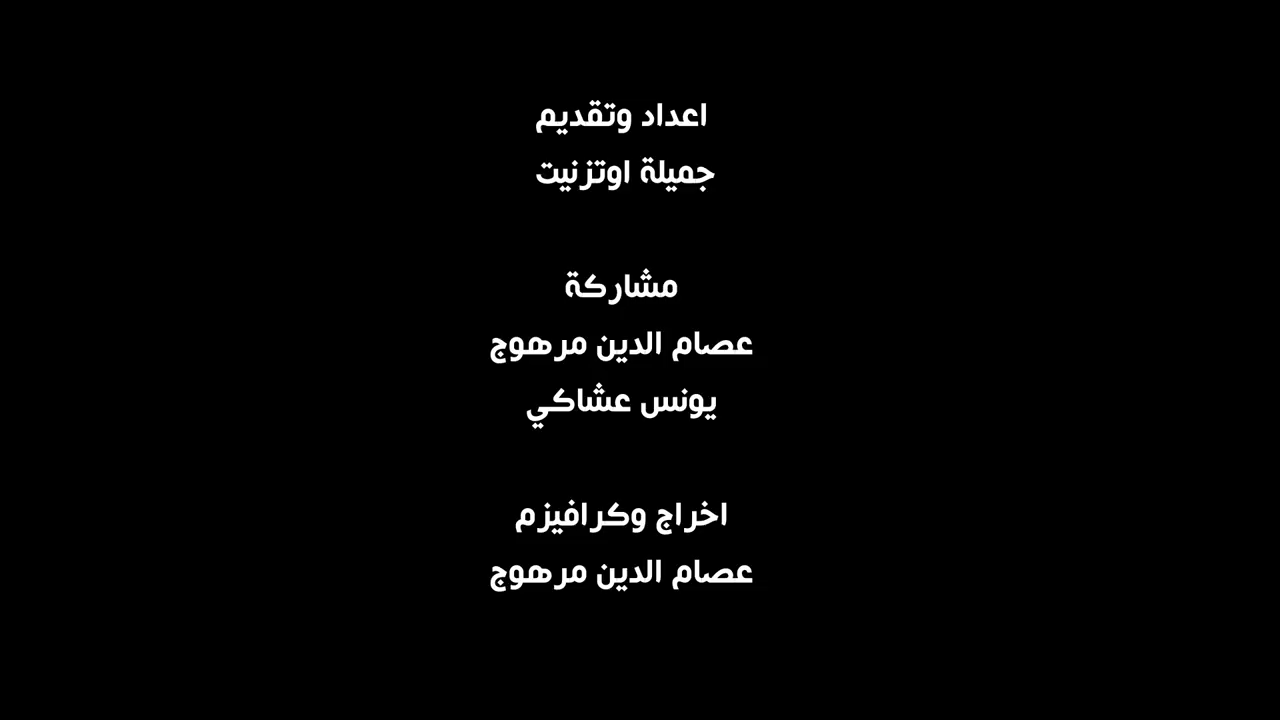 اعداد وتقديم
جميلة اوتزنيت
مشاركة
عصام الدين مرهوج
يونس عشاكي
اخراج وكرافيزم
عصام الدين مرهوج